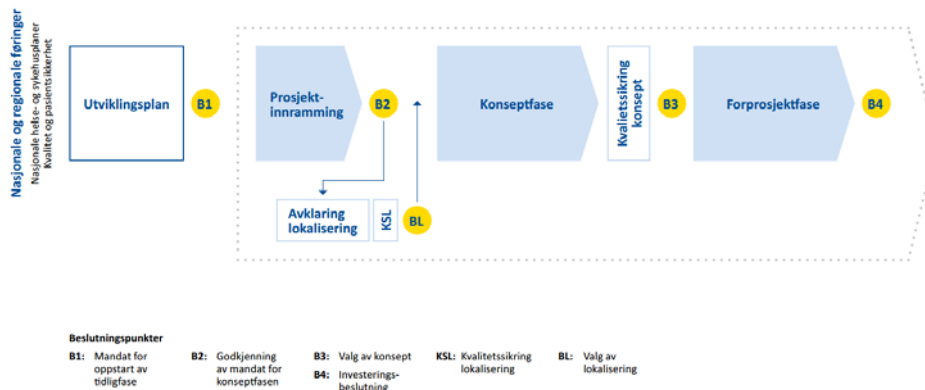 Nasjonale og regionale føringer
Nasjonale helse- og sykehusplaner
Kvalitet og pasientsikkerhet
Utviklingsplan
B1
Prosjekt-
innramming
B2
Avklaring
lokalisering
KSL
BL
Konseptfase
Kvalietssikring
konsept
B3
Forprosjektfase
B4
Beslutningspunkter
B1: Mandat for
oppstart av
tidligfase
B2: Godkjenning
av mandat for
konseptfasen
B3: Valg av konsept
B4: Investerings-
beslutning
KSL: Kvalitetssikring
lokalisering
BL: Valg av
lokalisering